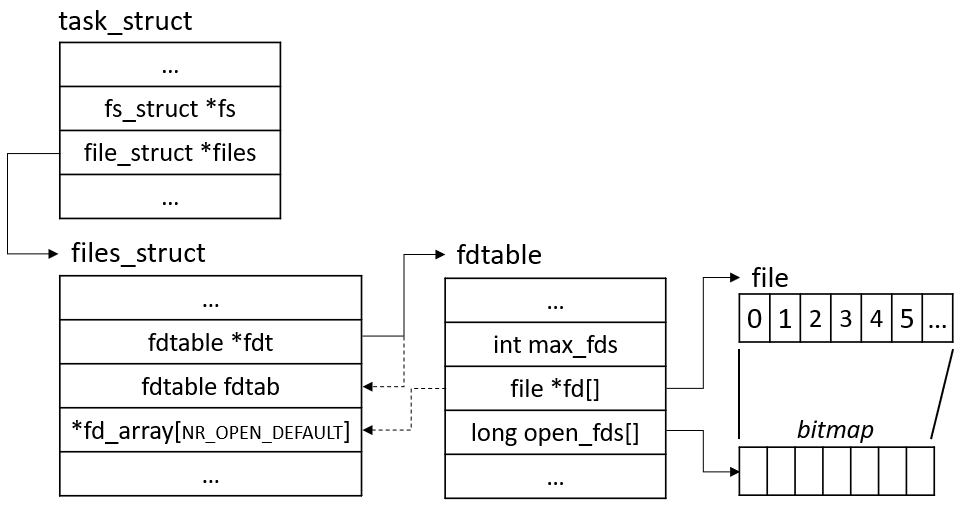 task_struct
...
fs_struct *fs
file_struct *files
...
files_struct
...
fdtable *fdt
fdtable fdtab
*fd_array[NR_OPEN_DEFAULT]
...
fdtable
...
int max_fds
file *fd[]
long open_fds[]
...
file
0 1 2 3 4 5 ...
bitmap